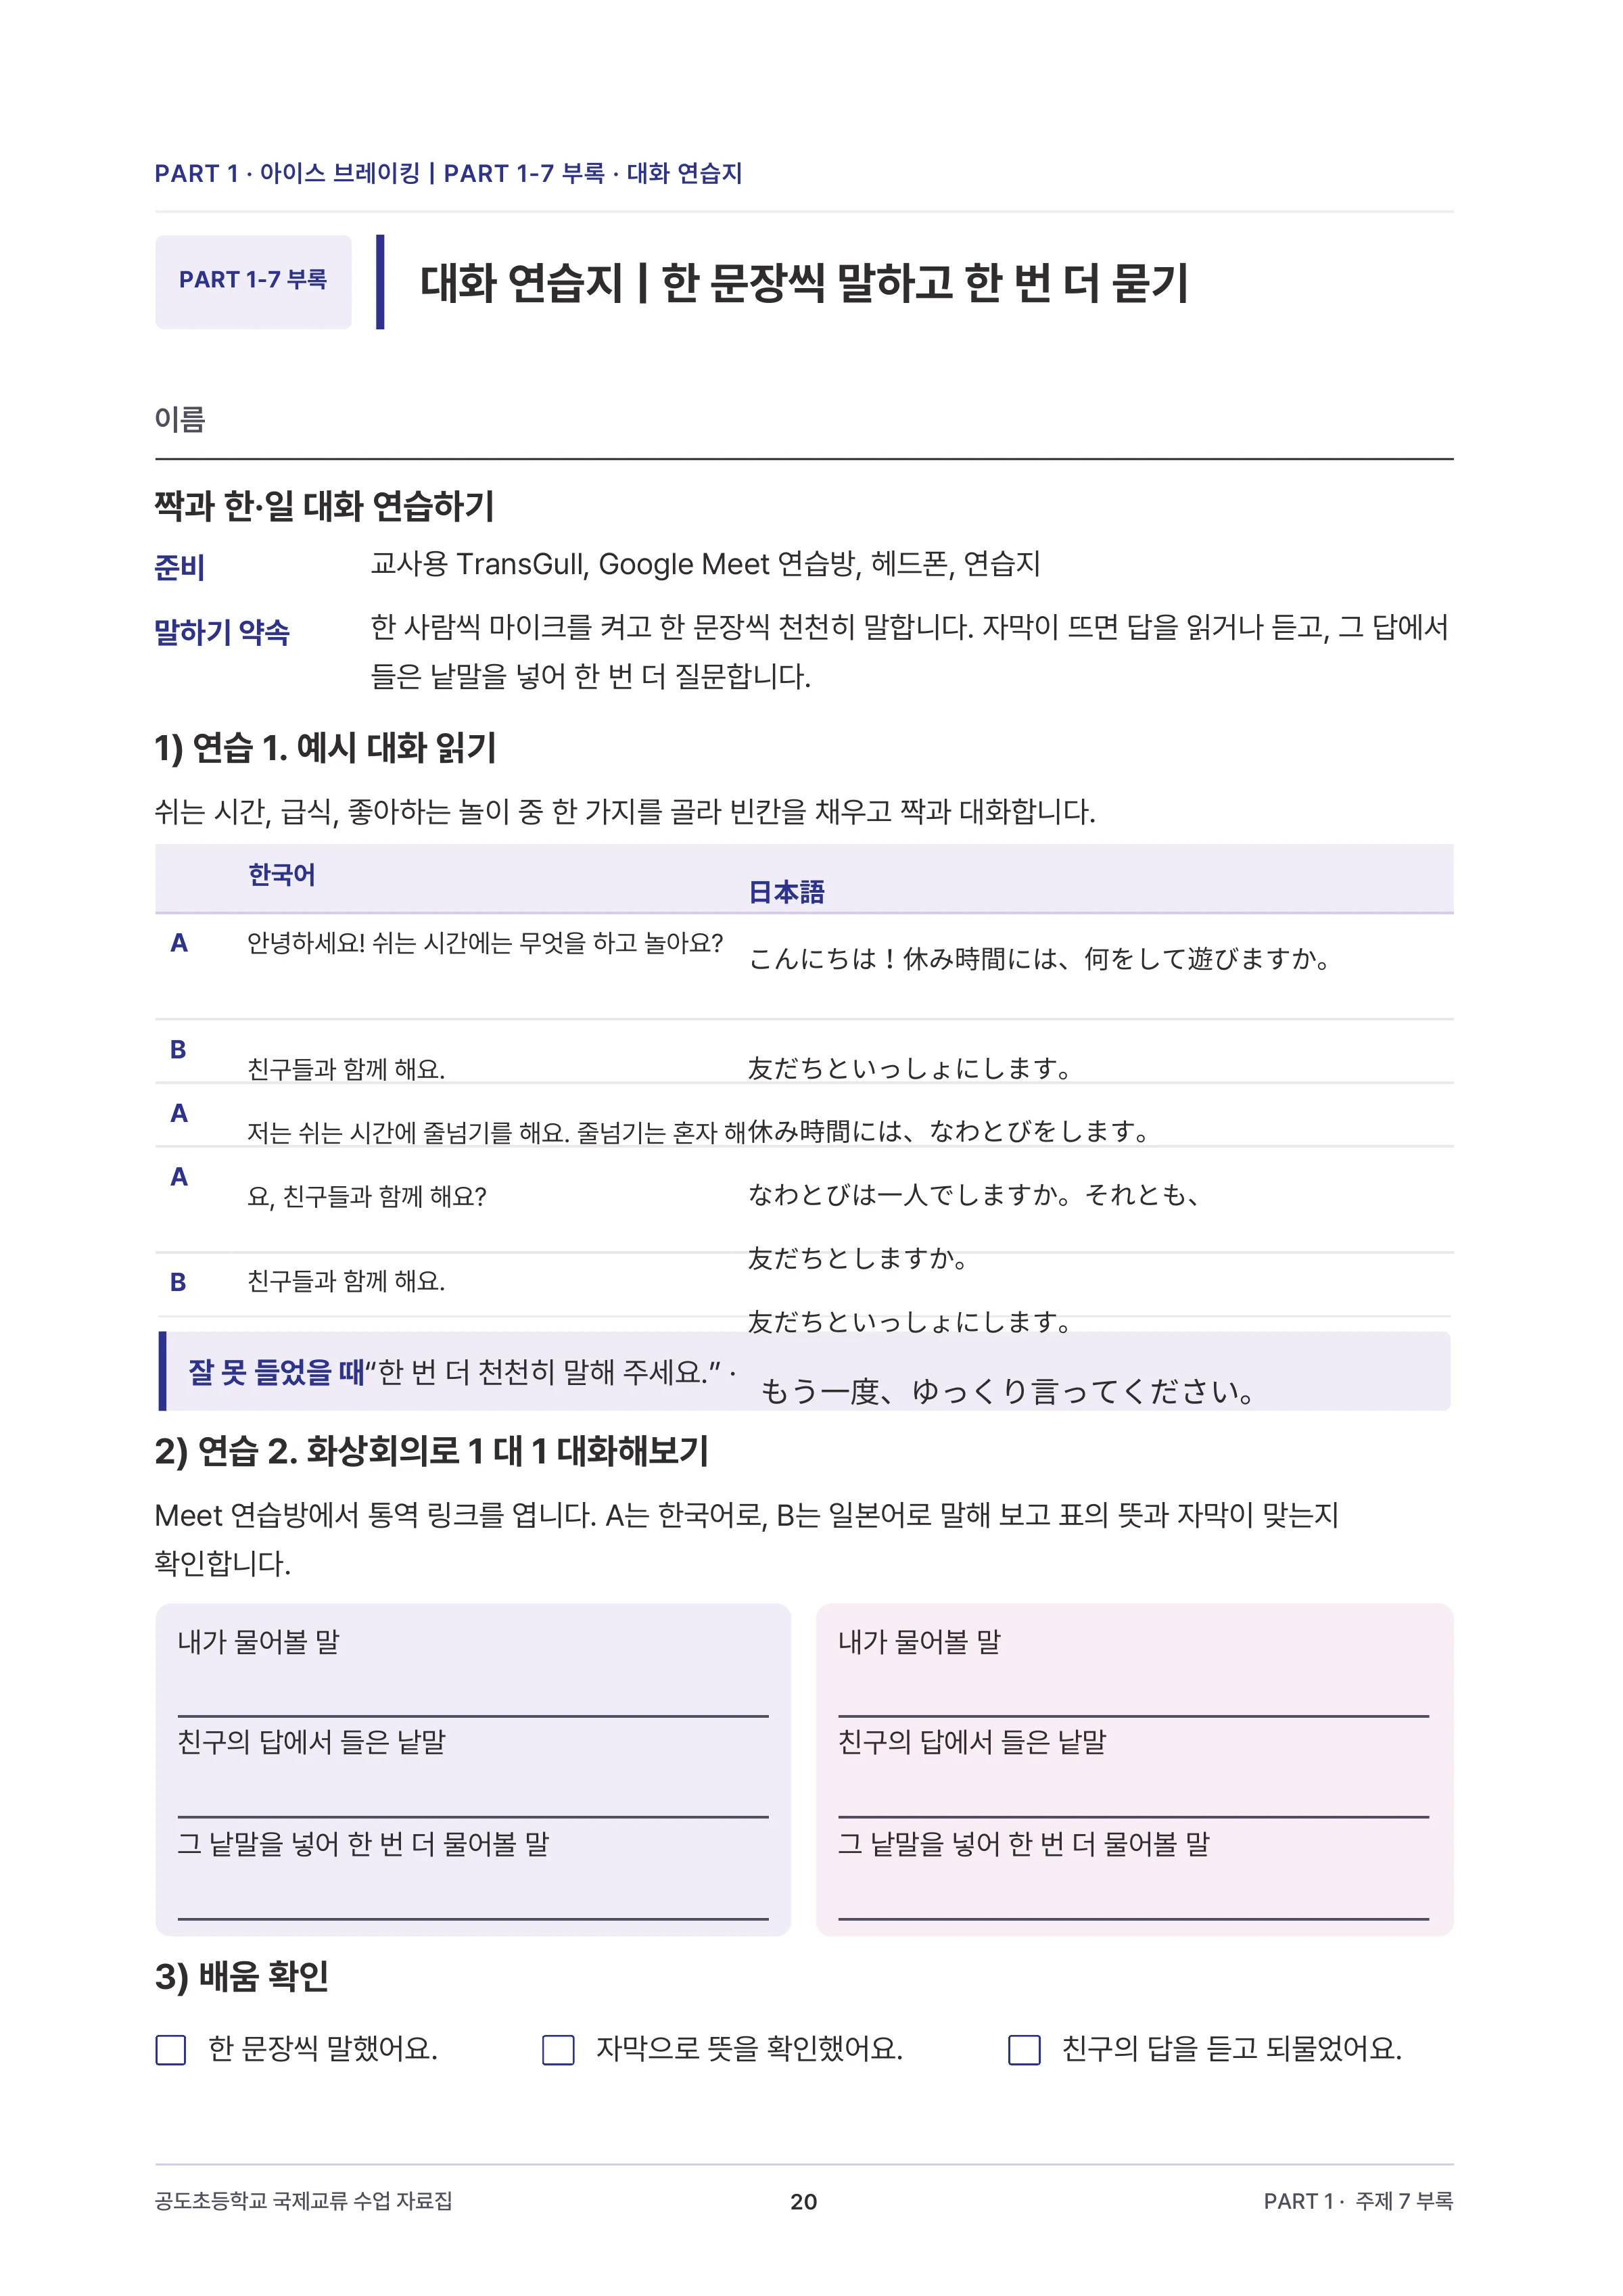 PART 1 · 아이스 브레이킹 | PART 1-7 부록 · 대화 연습지
PART 1-7 부록
대화 연습지 | 한 문장씩 말하고 한 번 더 묻기
이름
짝과 한·일 대화 연습하기
준비 교사용 TransGull, Google Meet 연습방, 헤드폰, 연습지
말하기 약속 한 사람씩 마이크를 켜고 한 문장씩 천천히 말합니다. 자막이 뜨면 답을 읽거나 듣고, 그 답에서
들은 낱말을 넣어 한 번 더 질문합니다.
1) 연습 1. 예시 대화 읽기
쉬는 시간, 급식, 좋아하는 놀이 중 한 가지를 골라 빈칸을 채우고 짝과 대화합니다.
한국어 日本語
A 안녕하세요! 쉬는 시간에는 무엇을 하고 놀아요? こんにちは！休み時間には、何をして遊びますか。
B 친구들과 함께 해요. 友だちといっしょにします。
A 저는 쉬는 시간에 줄넘기를 해요. 줄넘기는 혼자 해 休み時間には、なわとびをします。
A 요, 친구들과 함께 해요? なわとびは一人でしますか。それとも、
友だちとしますか。
B 친구들과 함께 해요.
友だちといっしょにします。
잘 못 들었을 때 “한 번 더 천천히 말해 주세요.” · もう一度、ゆっくり言ってください。
2) 연습 2. 화상회의로 1 대 1 대화해보기
Meet 연습방에서 통역 링크를 엽니다. A는 한국어로, B는 일본어로 말해 보고 표의 뜻과 자막이 맞는지
확인합니다.
내가 물어볼 말
친구의 답에서 들은 낱말
그 낱말을 넣어 한 번 더 물어볼 말
내가 물어볼 말
친구의 답에서 들은 낱말
그 낱말을 넣어 한 번 더 물어볼 말
3) 배움 확인
한 문장씩 말했어요.
자막으로 뜻을 확인했어요.
친구의 답을 듣고 되물었어요.
공도초등학교 국제교류 수업 자료집
20
PART 1 · 주제 7 부록